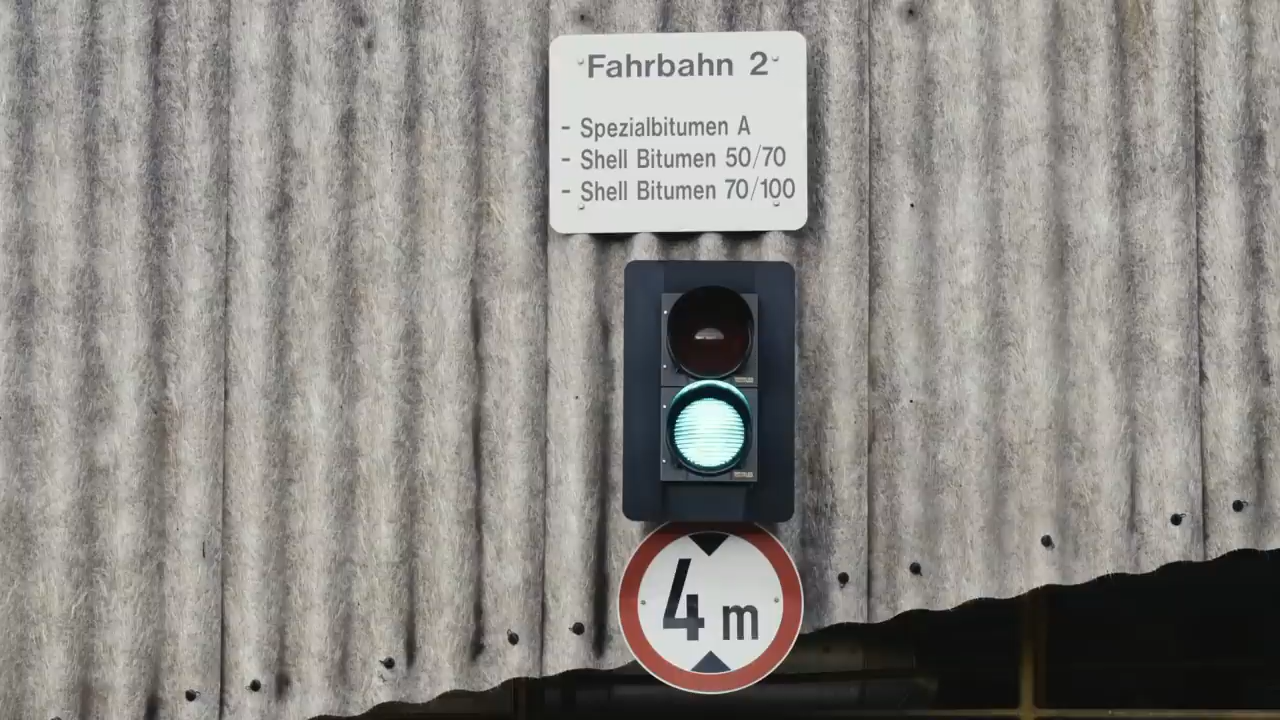 Fahrbahn 2
- Spezialbitumen A
- Shell Bitumen 50/70
- Shell Bitumen 70/100
4 m